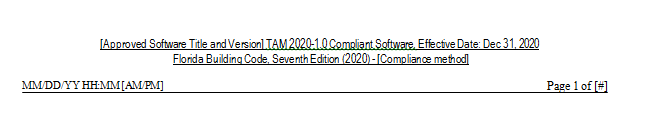 [Approved Software Title and Version] TAM 2020-1.0 Compliant Software, Effective Date: Dec 31, 2020
Florida Building Code, Seventh Edition (2020) - [Compliance method]
MM/DD/YY HH:MM [AM/PM] Page 1 of [#]